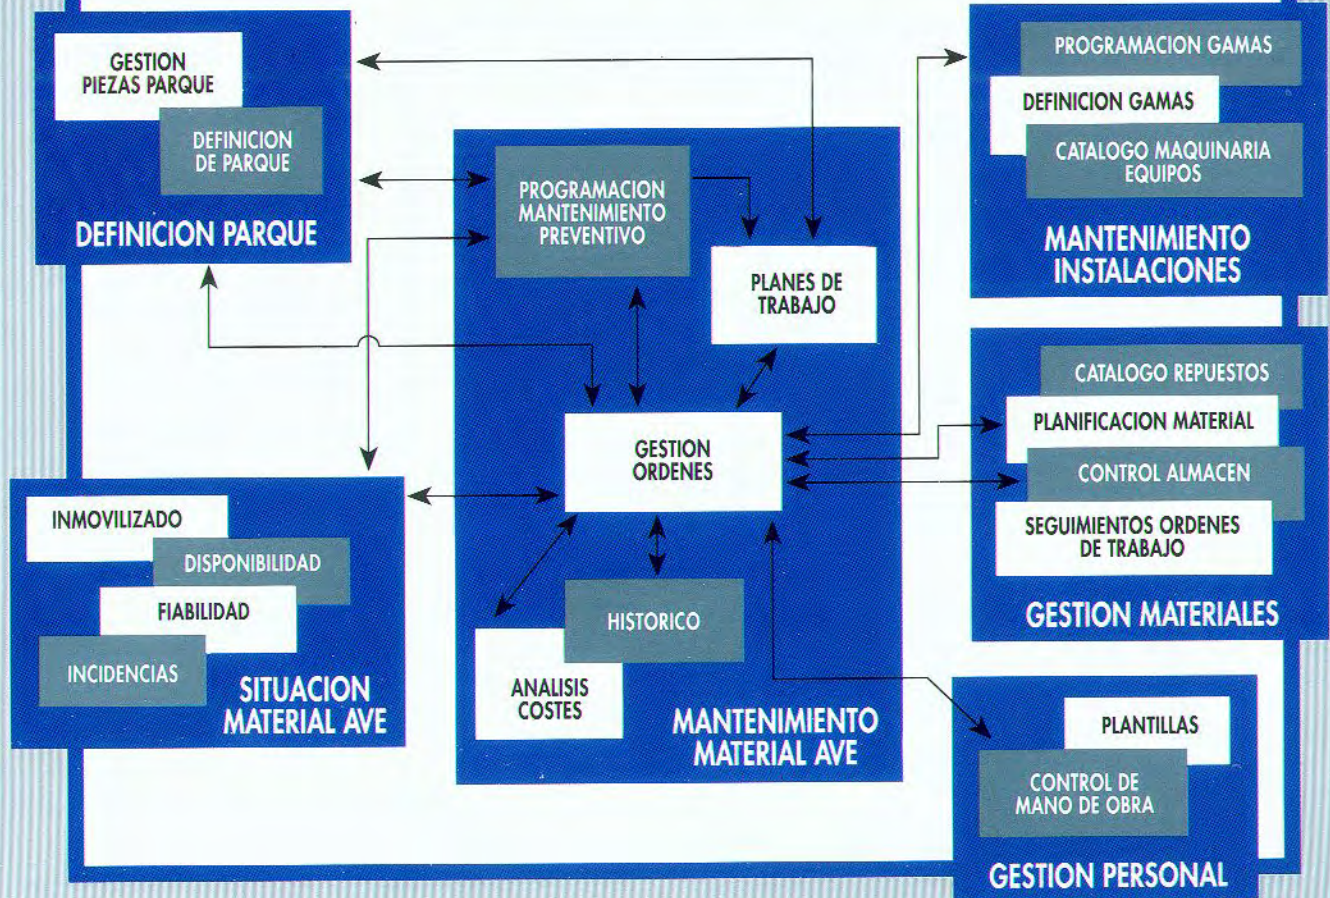 GESTION
PIEZAS PARQUE
DEFINICION
DE PARQUE
DEFINICION PARQUE
PROGRAMACION
MANTENIMIENTO
PREVENTIVO
PLANES DE
TRABAJO
GESTION
ORDENES
HISTORICO
ANALISIS
COSTES
MANTENIMIENTO
MATERIAL AVE
INMOVILIZADO
DISPONIBILIDAD
FIABILIDAD
INCIDENCIAS
SITUACION
MATERIAL AVE
PROGRAMACION GAMAS
DEFINICION GAMAS
CATALOGO MAQUINARIA
EQUIPOS
MANTENIMIENTO
INSTALACIONES
CATALOGO REPUESTOS
PLANIFICACION MATERIAL
CONTROL ALMACEN
SEGUIMIENTOS ORDENES
DE TRABAJO
GESTION MATERIALES
PLANTILLAS
CONTROL DE
MANO DE OBRA
GESTION PERSONAL